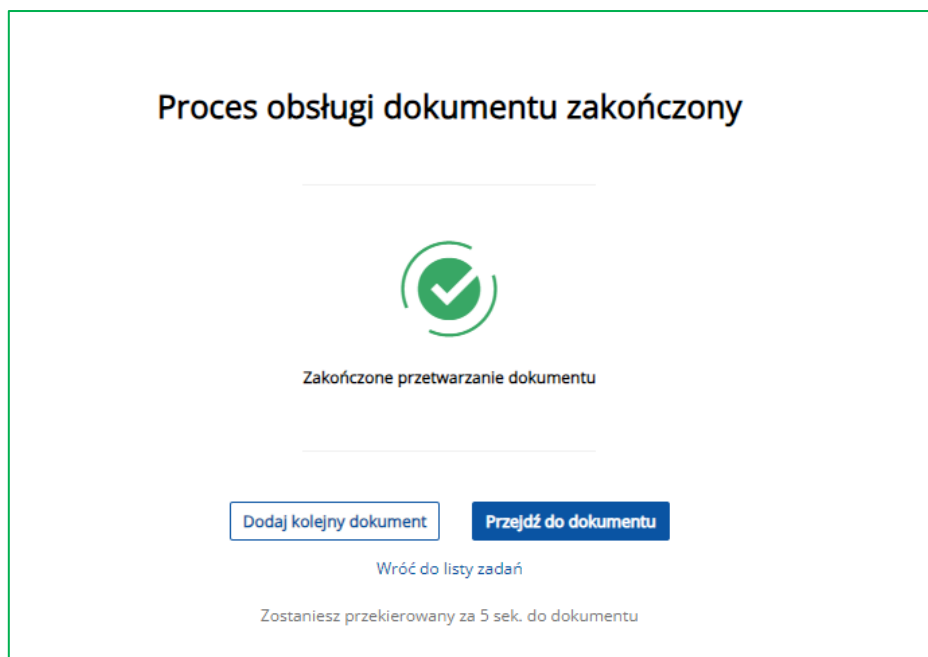 Proces obsługi dokumentu zakończony
Zakończone przetwarzanie dokumentu
Dodaj kolejny dokument
Przejdź do dokumentu
Wróć do listy zadań
Zostaniesz przekierowany za 5 sek. do dokumentu